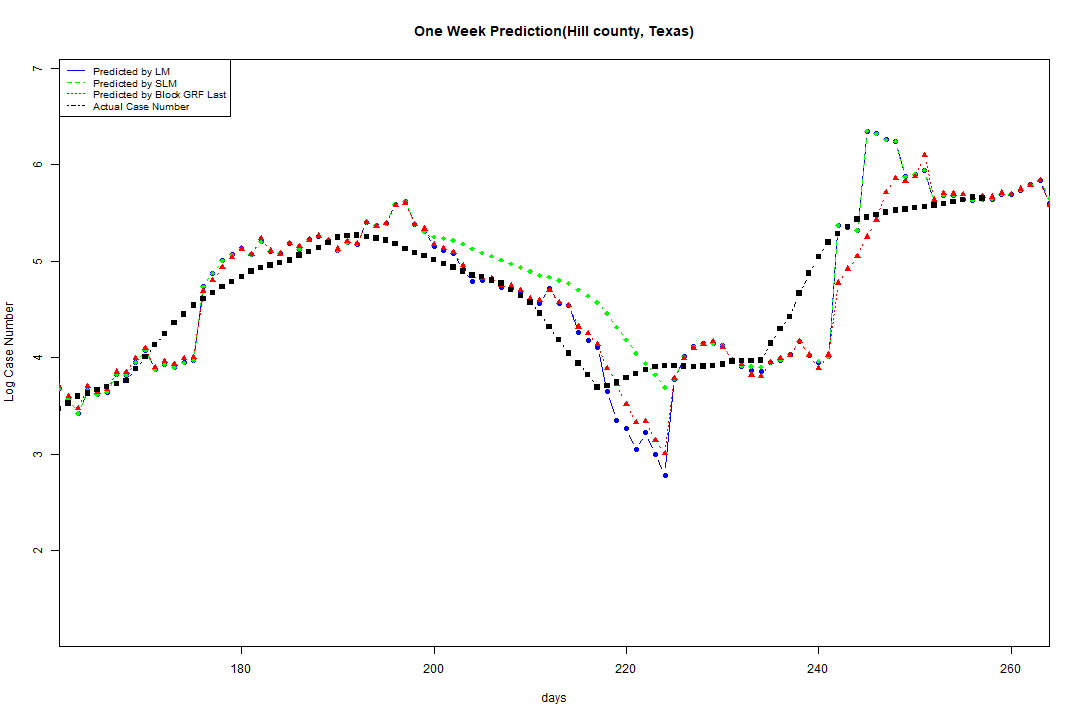 One Week Prediction(Hill county, Texas)
Predicted by LM
Predicted by SLM
Predicted by Block GRF Last
Actual Case Number
7
6
5
4
3
2
Log Case Number
180 200 220 240 260
days